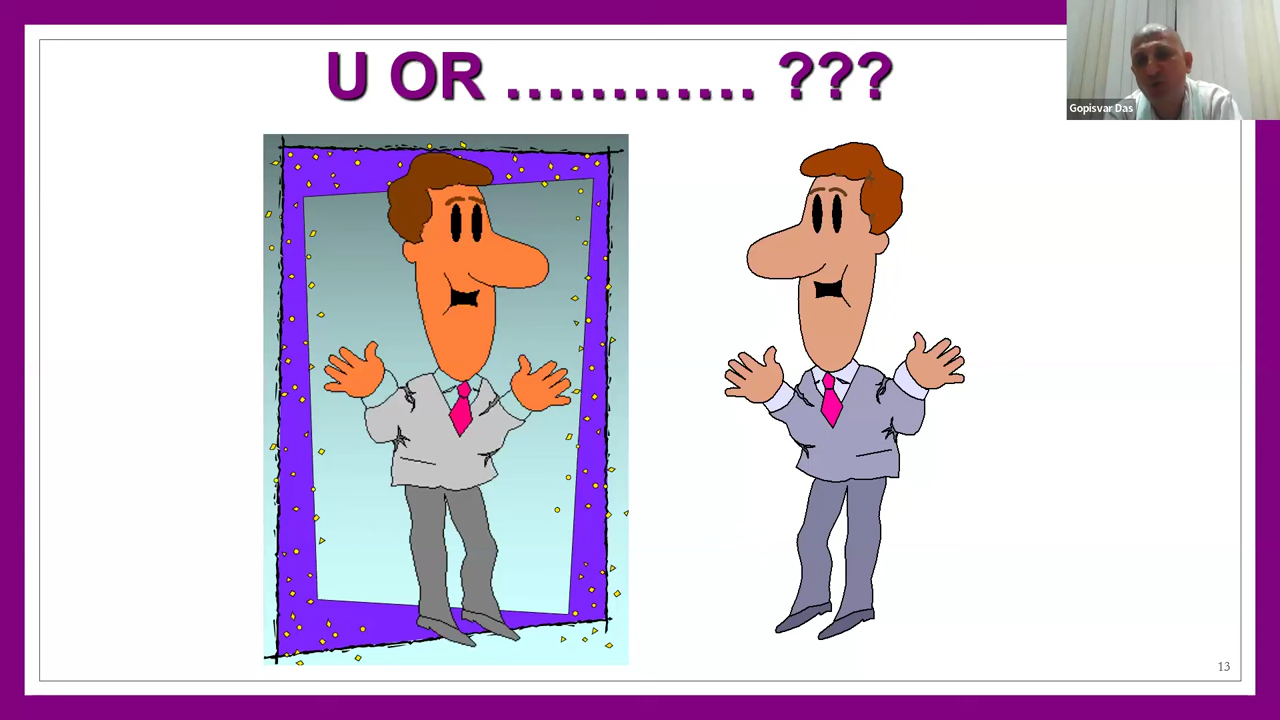 U OR ............ ???
Gopisvar Das
13